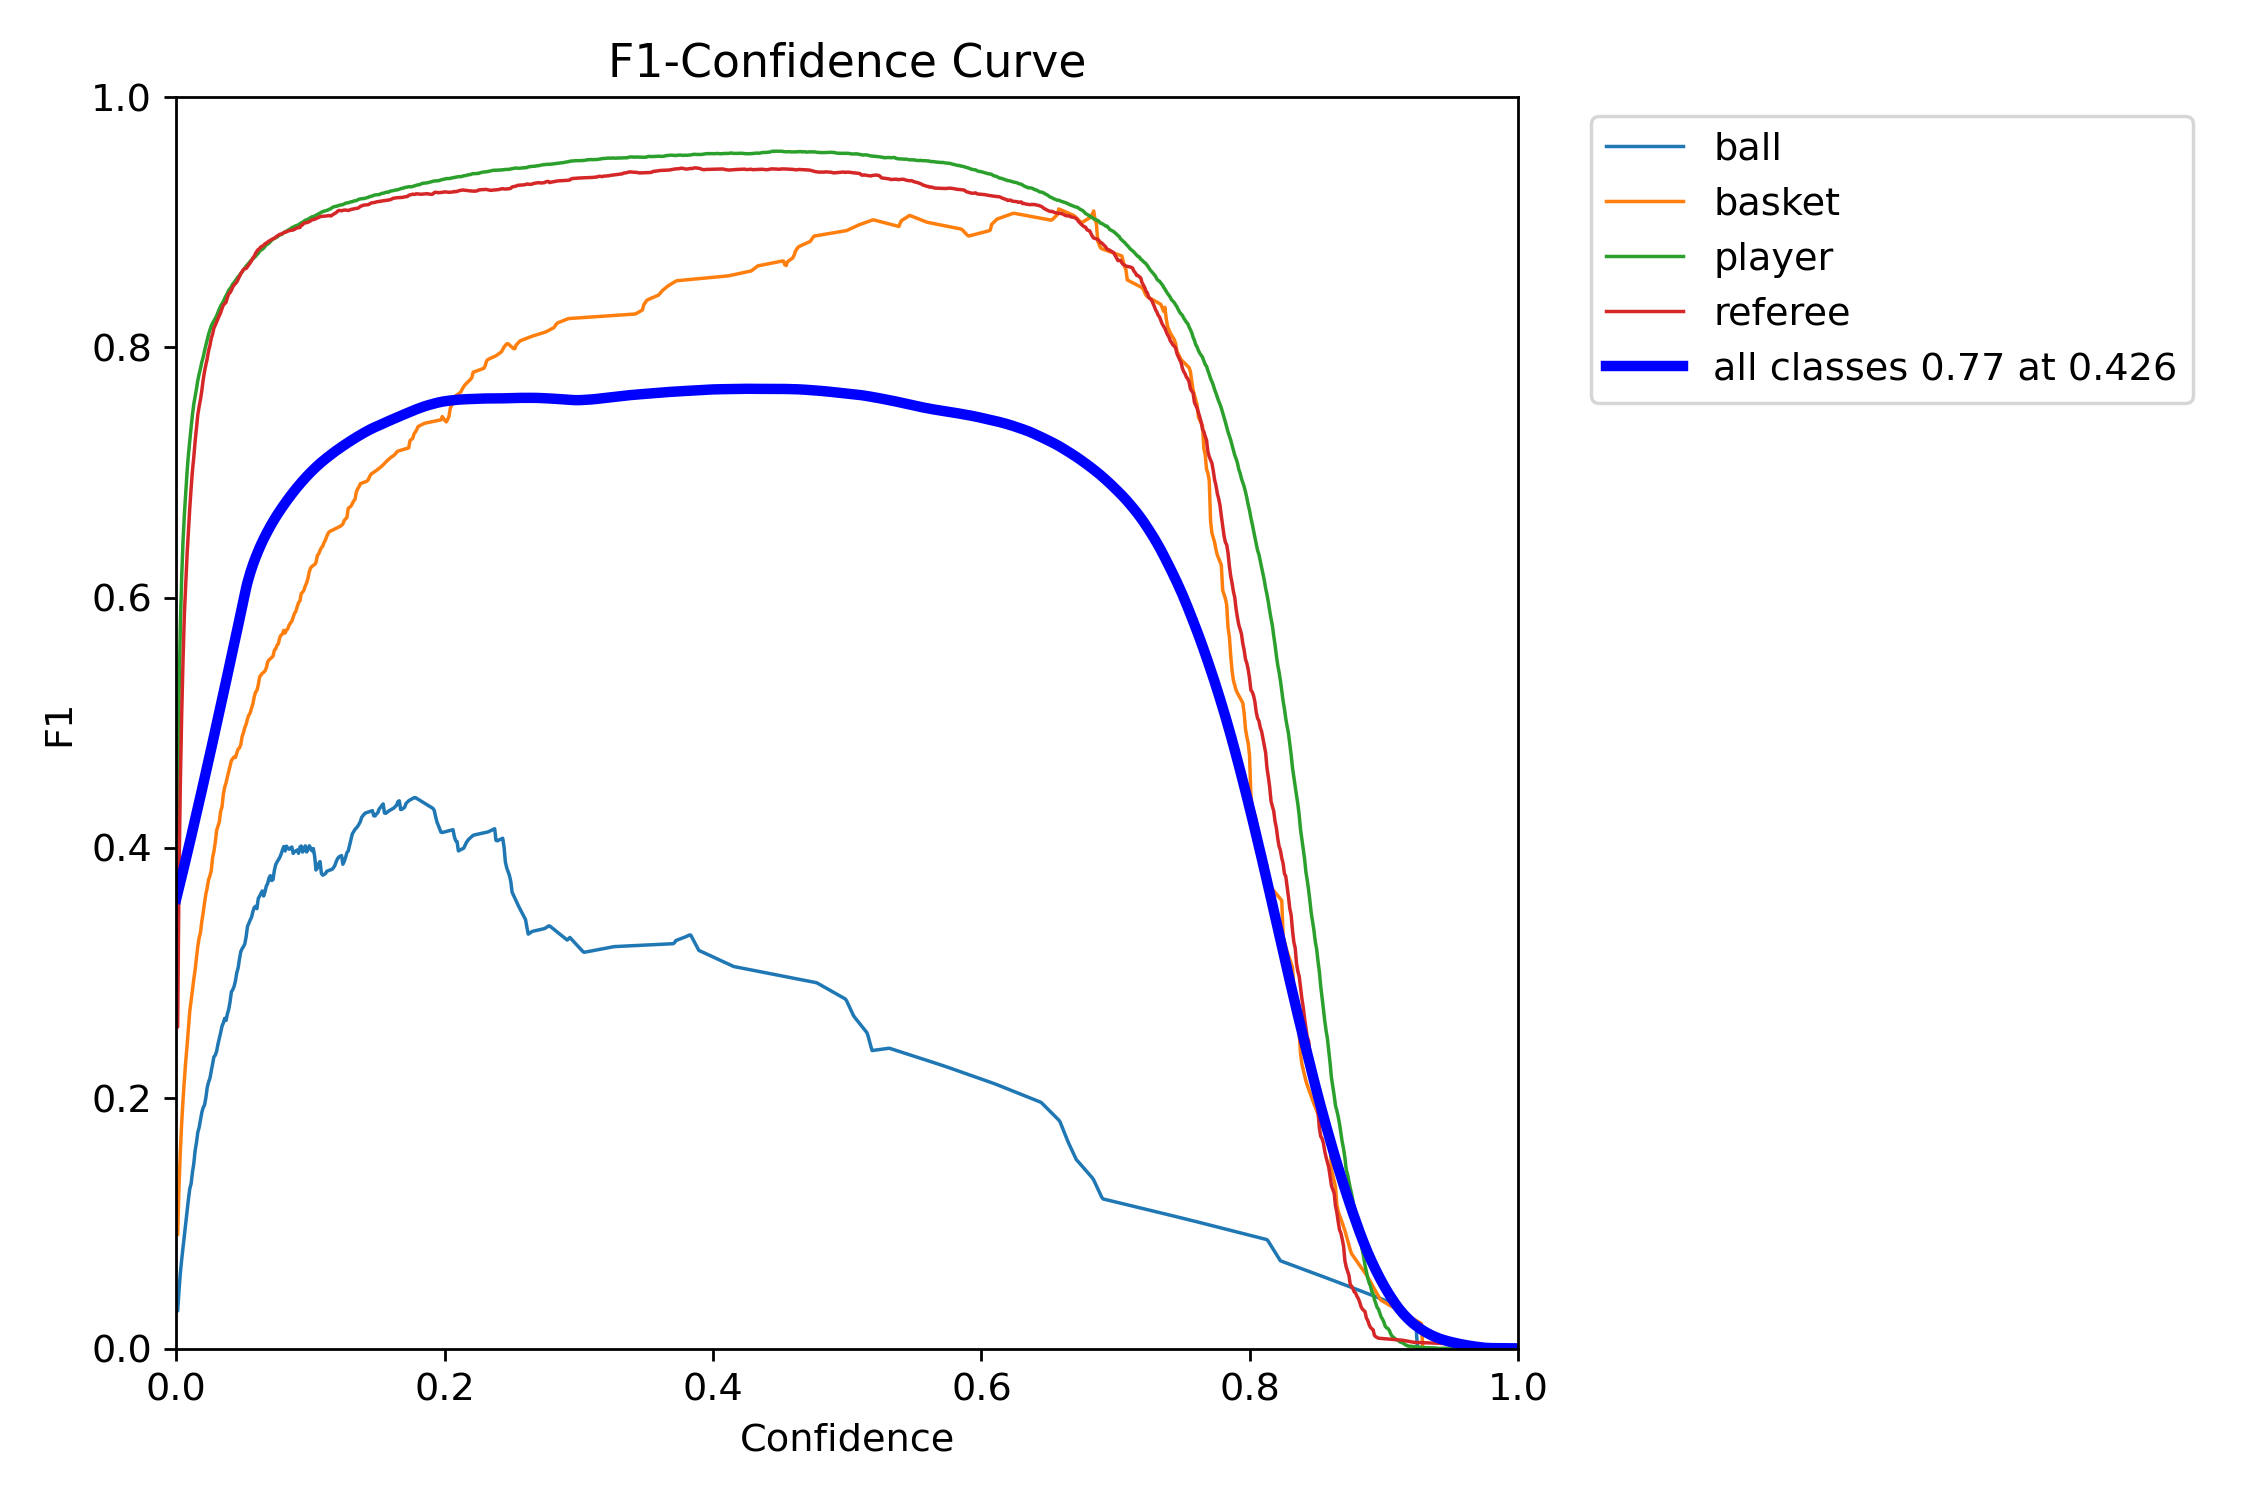 F1-Confidence Curve
1.0
0.8
0.6
0.4
0.2
0.0
F1
0.0 0.2 0.4 0.6 0.8 1.0
Confidence
ball
basket
player
referee
all classes 0.77 at 0.426